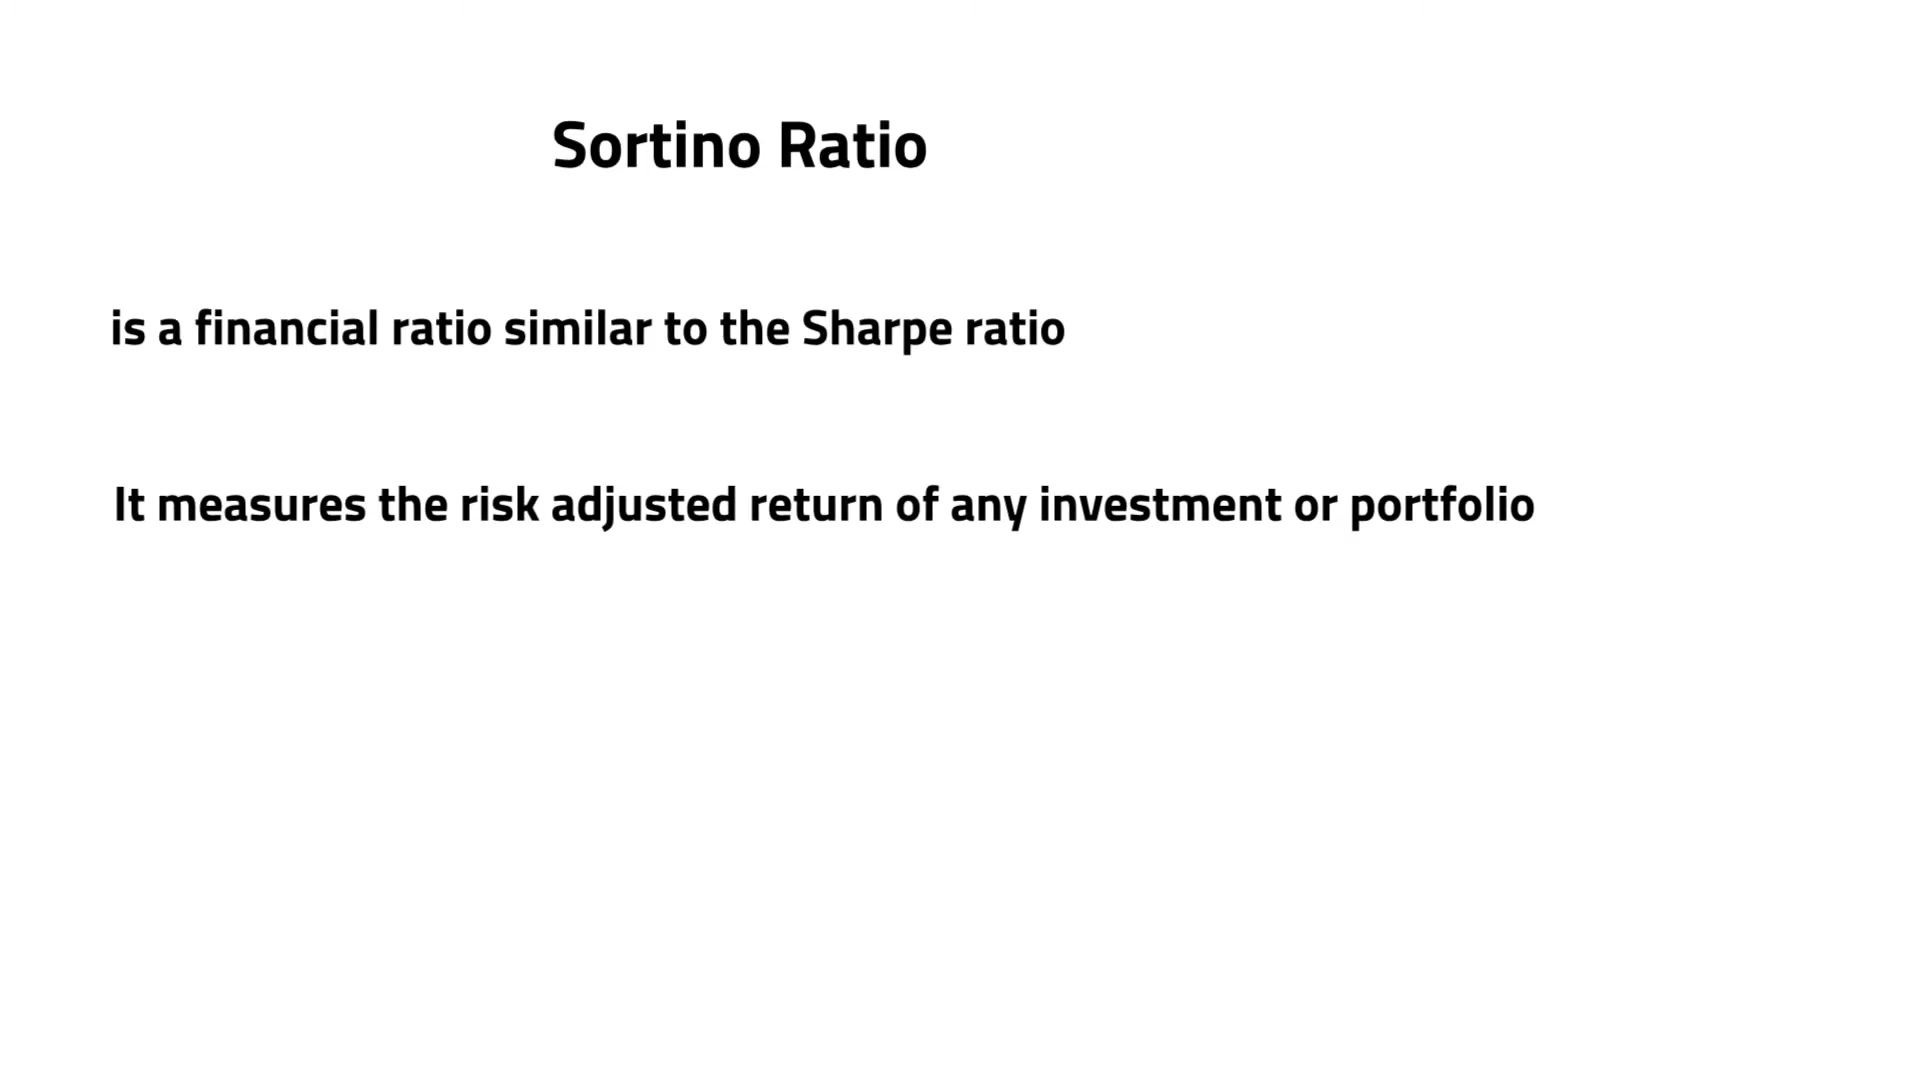 Sortino Ratio
is a financial ratio similar to the Sharpe ratio
It measures the risk adjusted return of any investment or portfolio